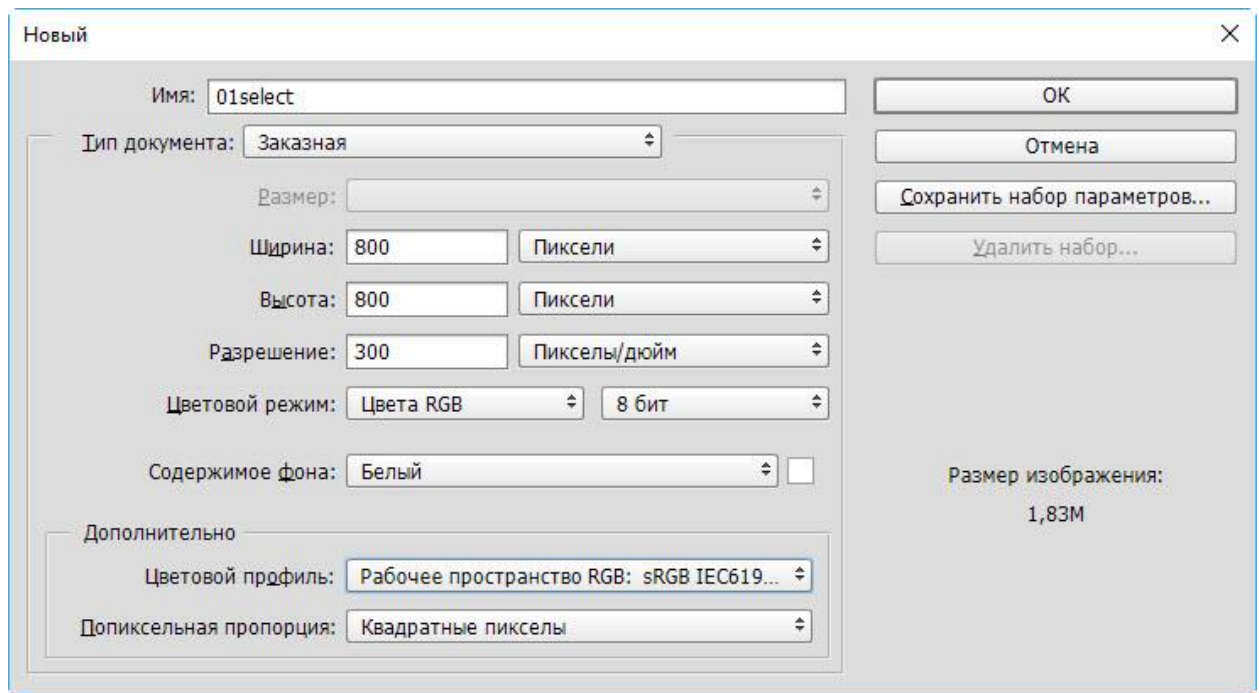 Новый
Имя: 01select
OK
Тип документа: Заказная
Отмена
Размер:
Сохранить набор параметров...
Ширина: 800 Пиксели
Удалить набор...
Высота: 800 Пиксели
Разрешение: 300 Пикселы/дюйм
Цветовой режим: Цвета RGB 8 бит
Содержимое фона: Белый
Размер изображения:
1,83M
Дополнительно
Цветовой профиль: Рабочее пространство RGB: sRGB IEC619...
Попиксельная пропорция: Квадратные пикселы